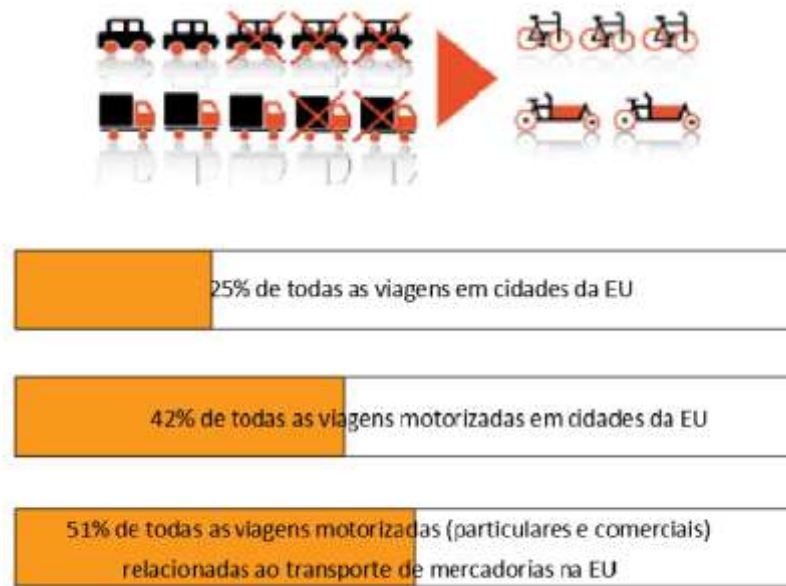 25% de todas as viagens em cidades da EU
42% de todas as viagens motorizadas em cidades da EU
51% de todas as viagens motorizadas (particulares e comerciais)
relacionadas ao transporte de mercadorias na EU